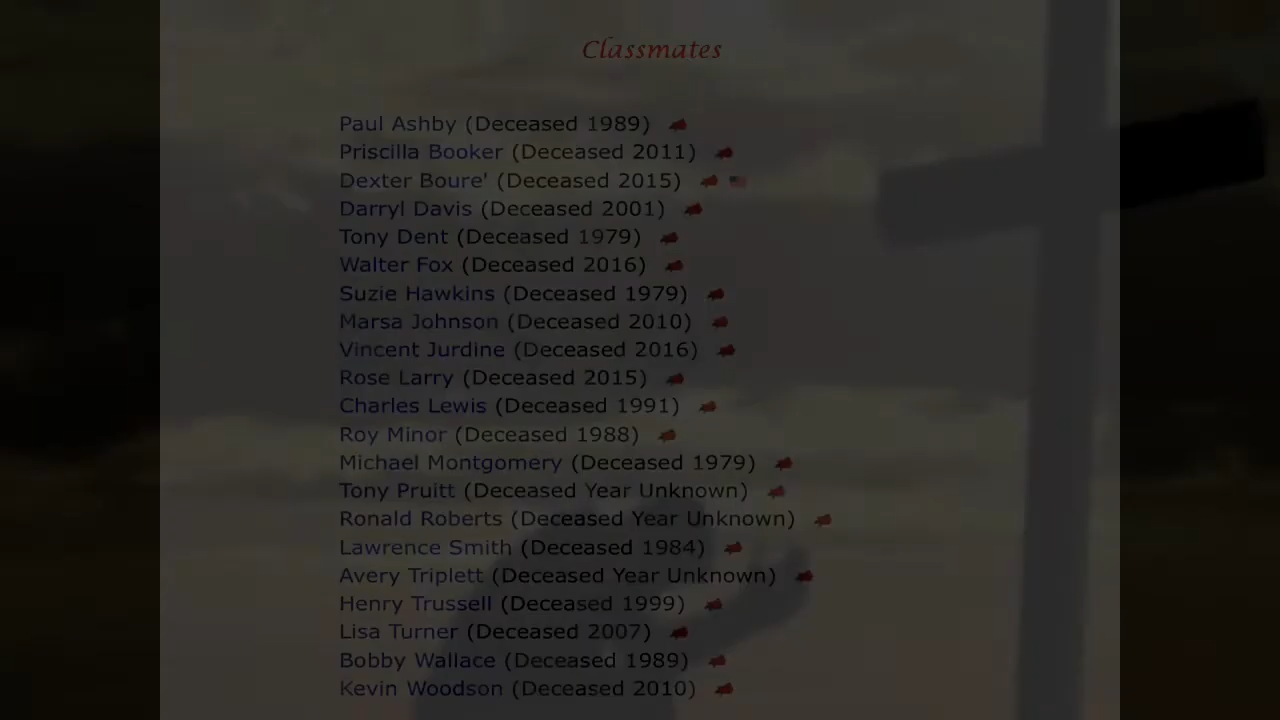 Classmates
Paul Ashby (Deceased 1989)
Priscilla Booker (Deceased 2011)
Dexter Boure' (Deceased 2015)
Darryl Davis (Deceased 2001)
Tony Dent (Deceased 1979)
Walter Fox (Deceased 2016)
Suzie Hawkins (Deceased 1979)
Marsa Johnson (Deceased 2010)
Vincent Jurdine (Deceased 2016)
Rose Larry (Deceased 2015)
Charles Lewis (Deceased 1991)
Roy Minor (Deceased 1988)
Michael Montgomery (Deceased 1979)
Tony Pruitt (Deceased Year Unknown)
Ronald Roberts (Deceased Year Unknown)
Lawrence Smith (Deceased 1984)
Avery Triplett (Deceased Year Unknown)
Henry Trussell (Deceased 1999)
Lisa Turner (Deceased 2007)
Bobby Wallace (Deceased 1989)
Kevin Woodson (Deceased 2010)